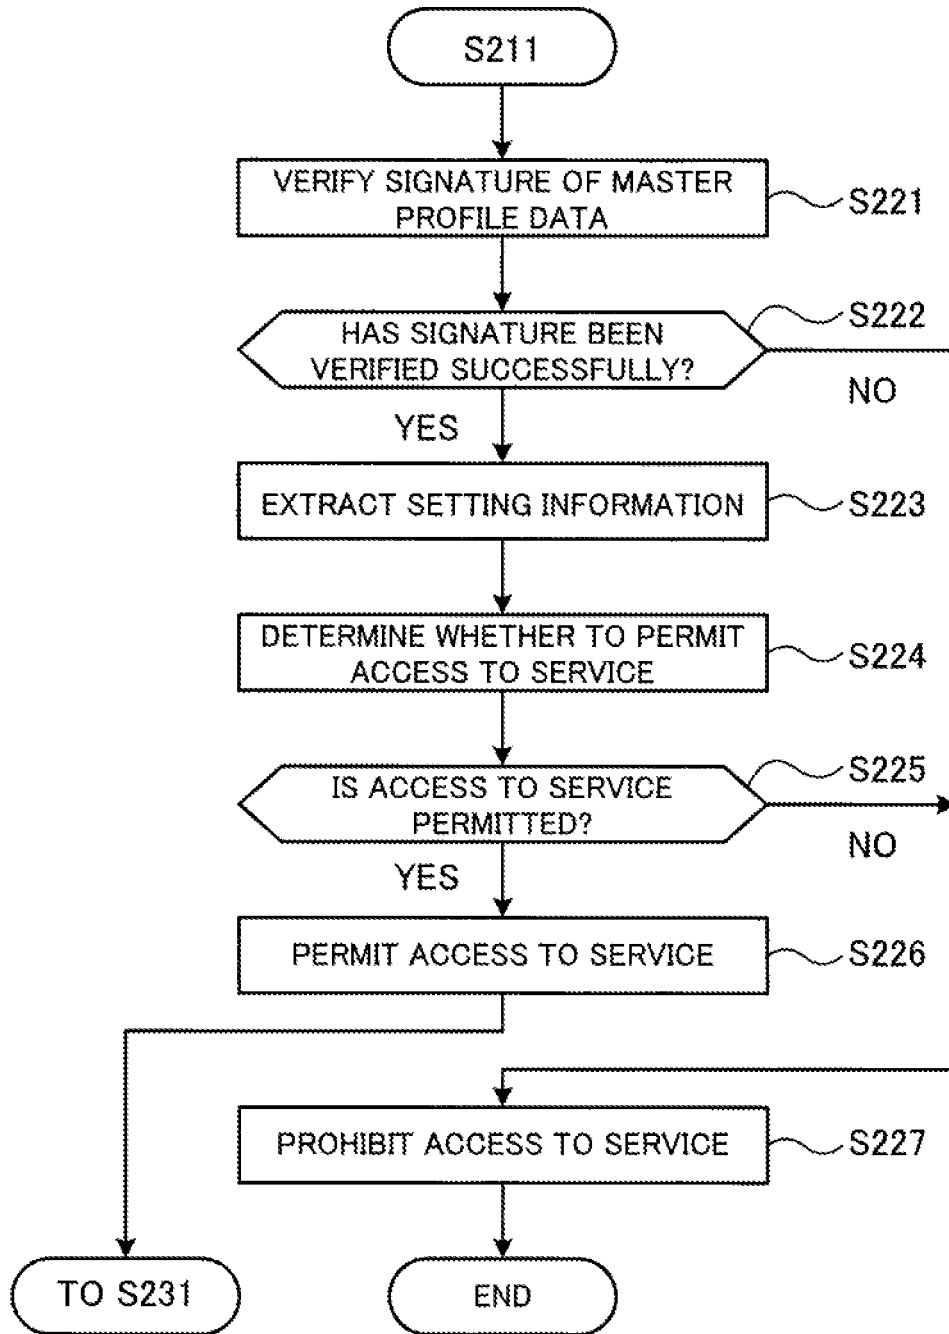 S211
VERIFY SIGNATURE OF MASTER
PROFILE DATA
S221
HAS SIGNATURE BEEN
VERIFIED SUCCESSFULLY?
S222
NO
YES
EXTRACT SETTING INFORMATION
S223
DETERMINE WHETHER TO PERMIT
ACCESS TO SERVICE
S224
IS ACCESS TO SERVICE
PERMITTED?
S225
NO
YES
PERMIT ACCESS TO SERVICE
S226
PROHIBIT ACCESS TO SERVICE
S227
TO S231
END